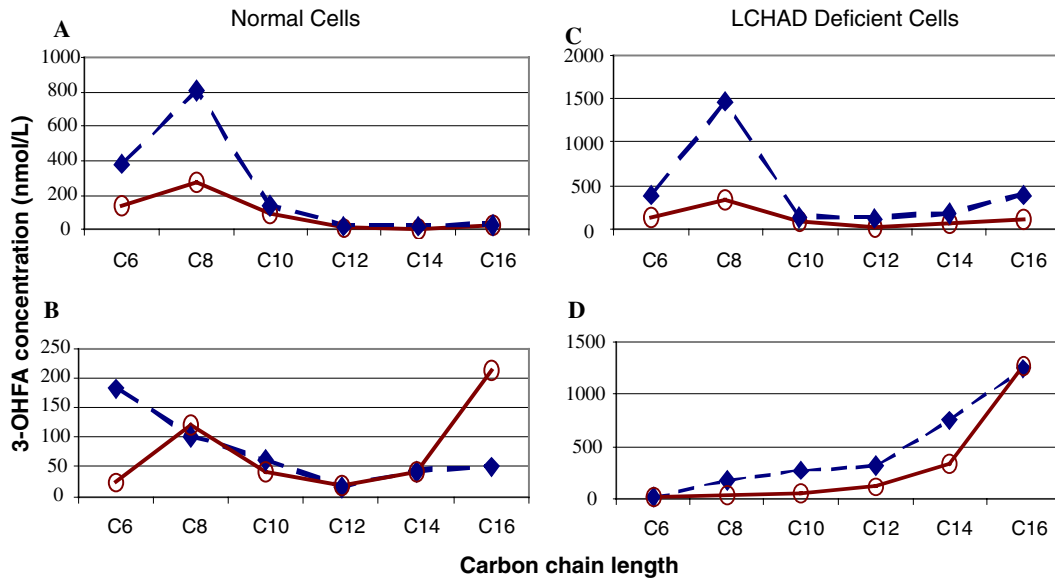 Normal Cells
LCHAD Deficient Cells
A
1000
800
600
400
200
0
C6 C8 C10 C12 C14 C16
C
2000
1500
1000
500
0
C6 C8 C10 C12 C14 C16
3-OHFA concentration (nmol/L)
B
250
200
150
100
50
0
C6 C8 C10 C12 C14 C16
D
1500
1000
500
0
C6 C8 C10 C12 C14 C16
Carbon chain length